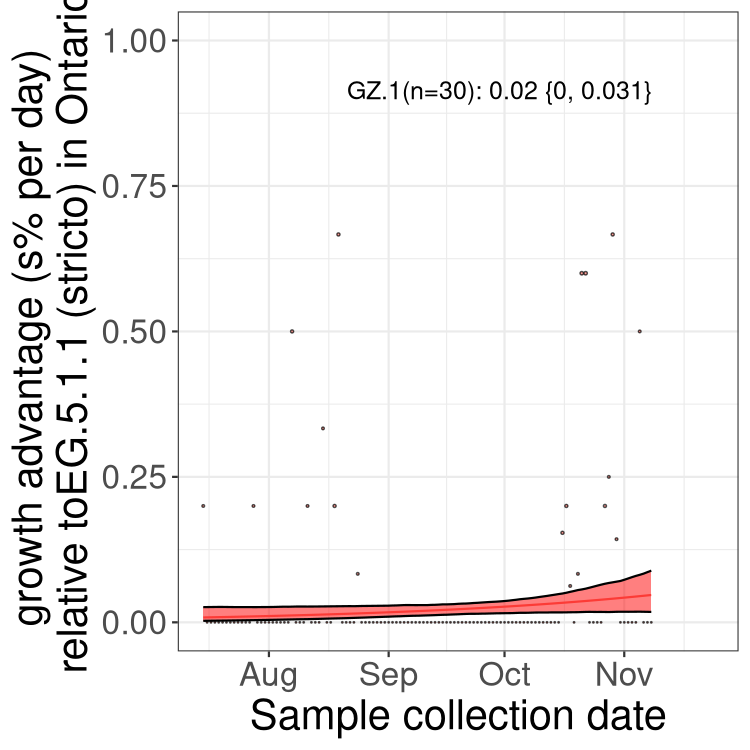 growth advantage (s% per day)
relative toEG.5.1.1 (stricto) in Ontario
1.00
0.75
0.50
0.25
0.00
GZ.1(n=30): 0.02 {0, 0.031}
Aug Sep Oct Nov
Sample collection date